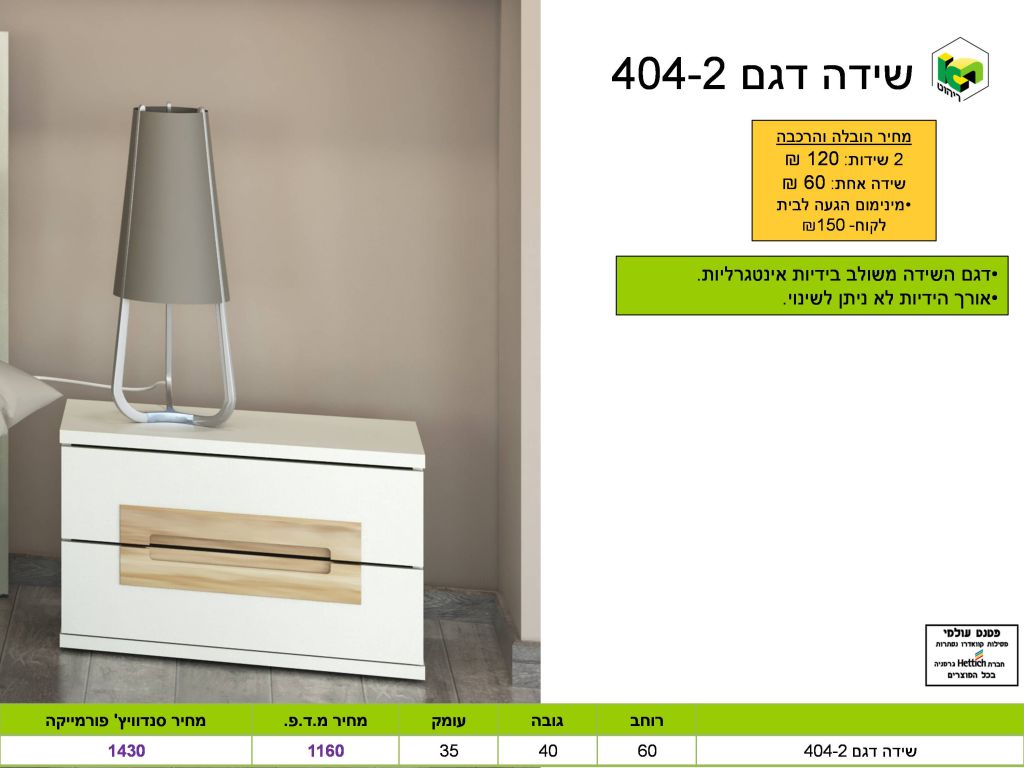 שידה דגם 404-2
ריהוט
מחיר הובלה והרכבה
2 שידות: 120 ₪
שידה אחת: 60 ₪
•מינימום הגעה לבית
לקוח- 150₪
•דגם השידה משולב בידיות אינטגרליות.
•אורך הידיות לא ניתן לשינוי.
פטנט עולמי
מסילות קוואדרו נסתרות
חברת Hettich גרמניה
בכל המוצרים
רוחב גובה עומק מחיר מ.ד.פ. מחיר סנדוויץ' פורמייקה
שידה דגם 404-2 60 40 35 1160 1430